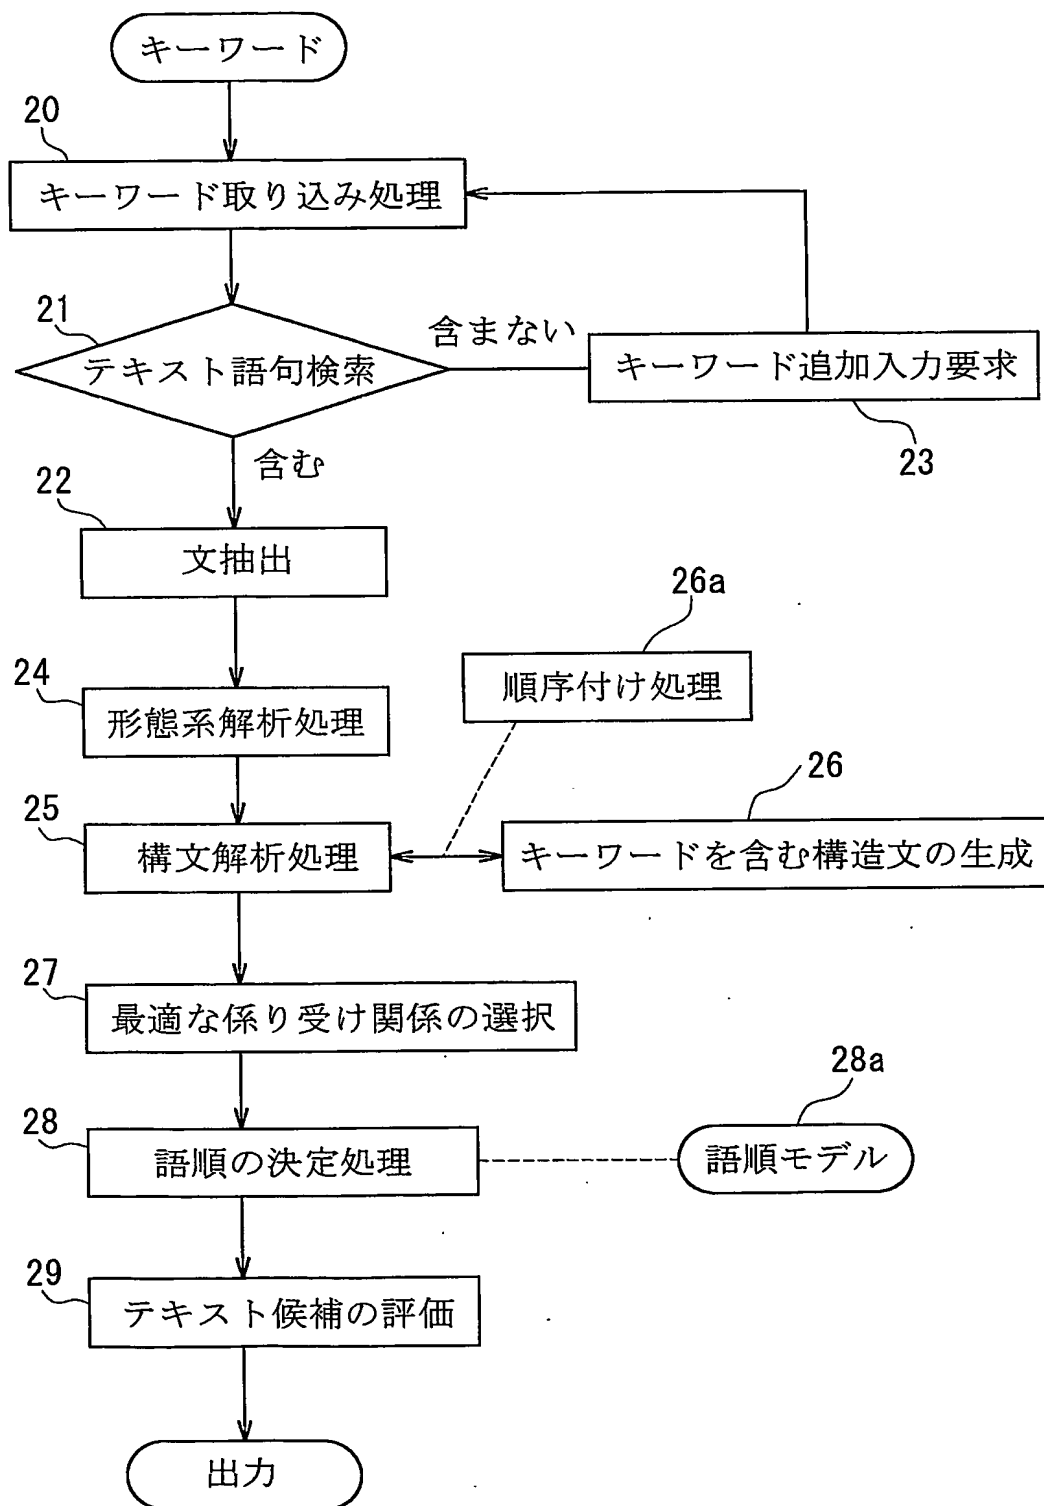 キーワード
20
キーワード取り込み処理
21
テキスト語句検索
含まない
キーワード追加入力要求
23
含む
22
文抽出
26a
順序付け処理
24
形態系解析処理
26
25
構文解析処理
キーワードを含む構造文の生成
27
最適な係り受け関係の選択
28a
28
語順の決定処理
語順モデル
29
テキスト候補の評価
出力